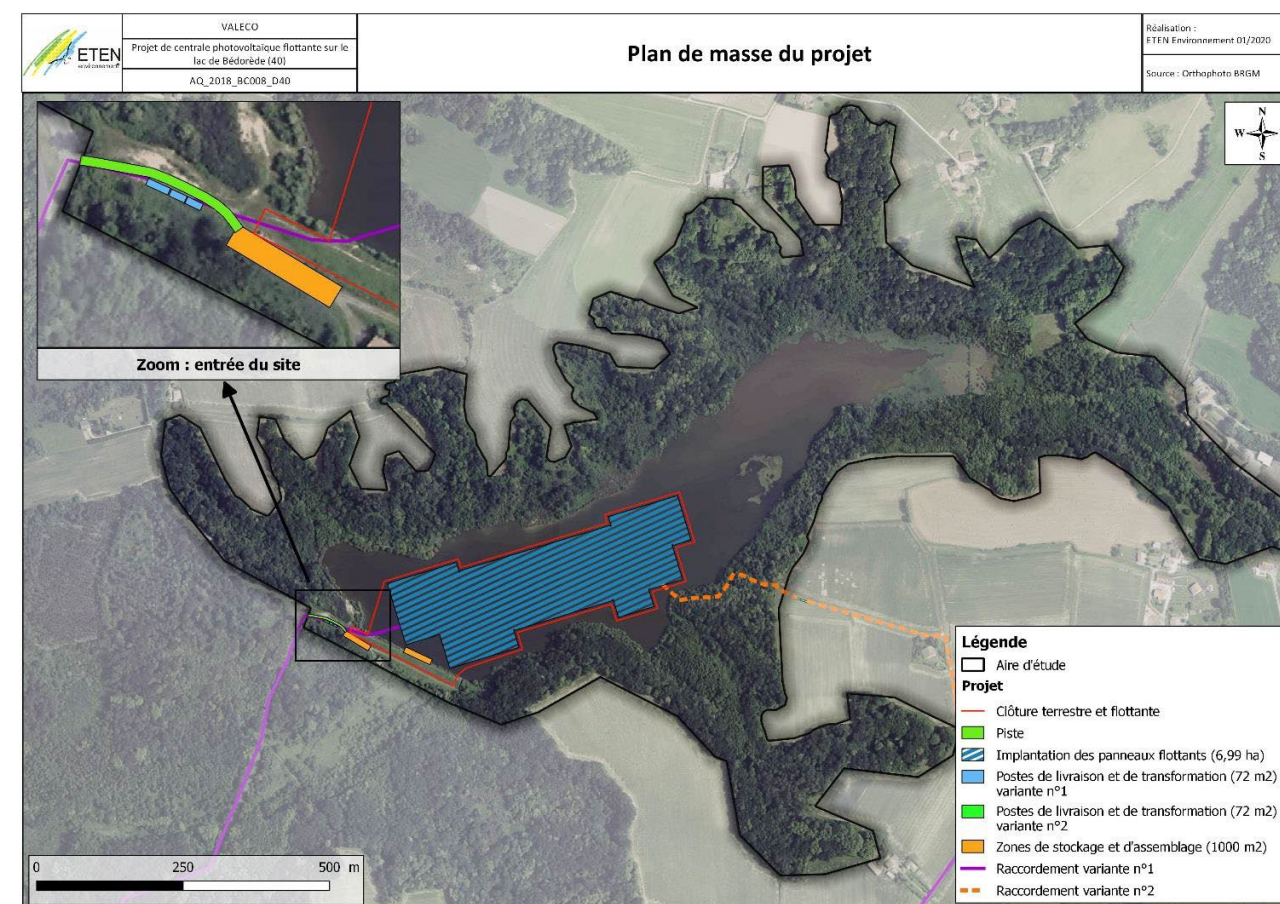 ETEN
environnement
VALECO
Projet de centrale photovoltaïque flottante sur le
lac de Bédorède (40)
AQ_2018_BC008_D40
Plan de masse du projet
Réalisation :
ETEN Environnement 01/2020
Source : Orthophoto BRGM
N
W
S
Zoom : entrée du site
Légende
Aire d'étude
Projet
Clôture terrestre et flottante
Piste
Implantation des panneaux flottants (6,99 ha)
Postes de livraison et de transformation (72 m2)
variante n°1
Postes de livraison et de transformation (72 m2)
variante n°2
Zones de stockage et d'assemblage (1000 m2)
Raccordement variante n°1
Raccordement variante n°2
0 250 500 m